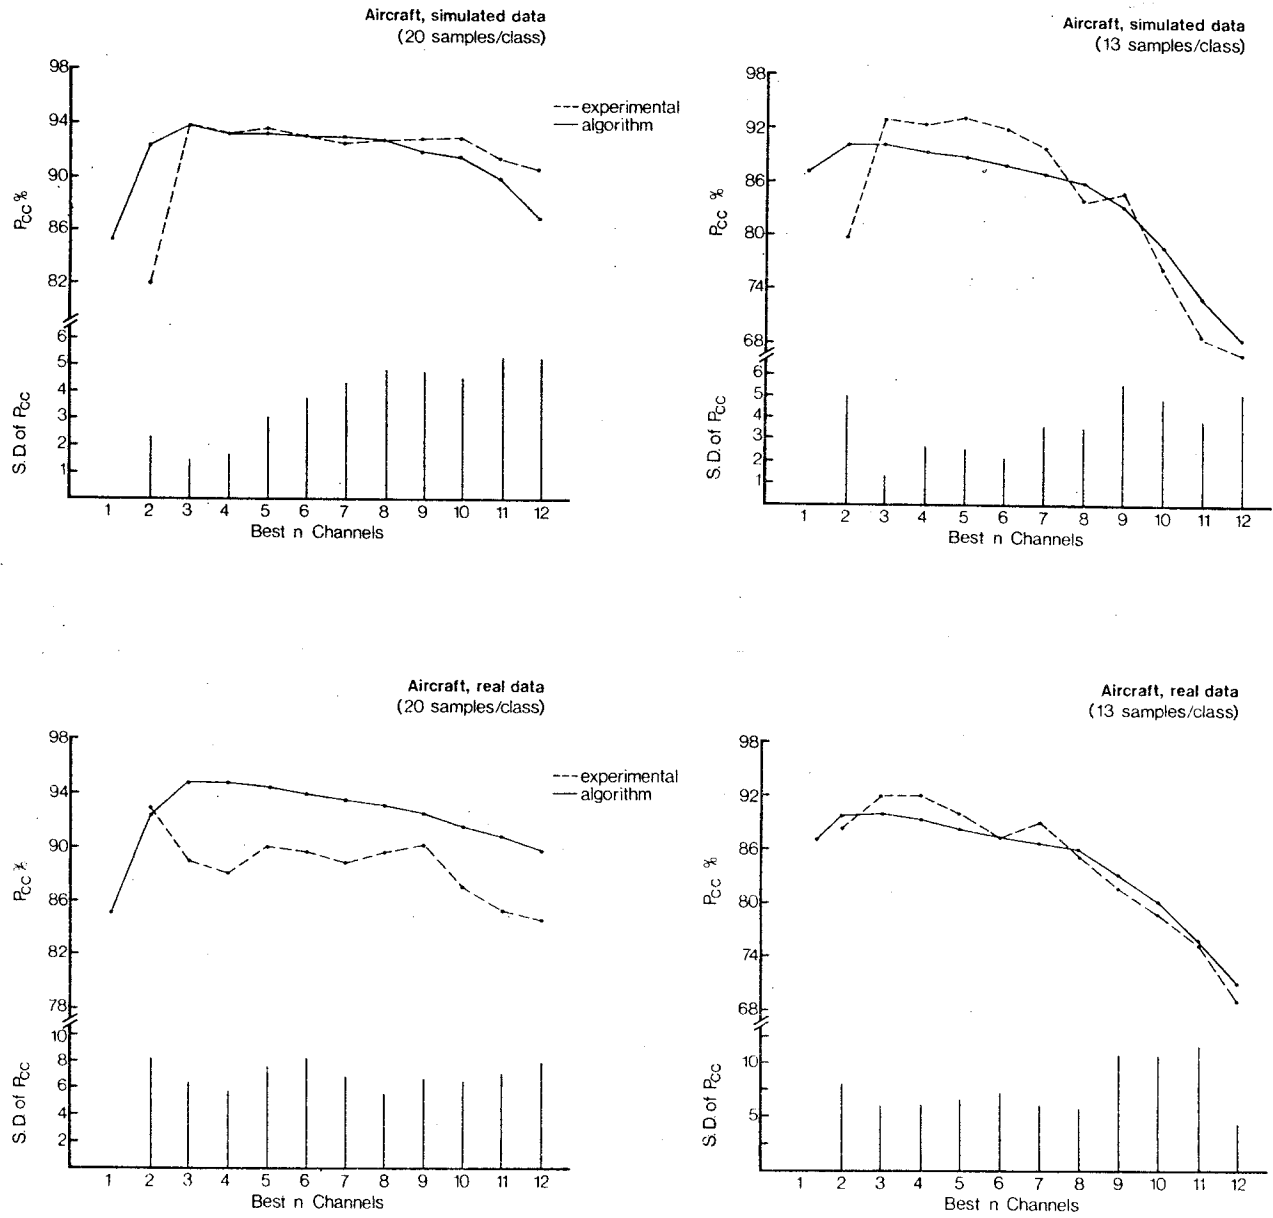 Aircraft, simulated data
(20 samples/class)
98
94
90
86
82
Pcc %
experimental
algorithm
6
5
4
3
2
1
S.D. of Pcc
1 2 3 4 5 6 7 8 9 10 11 12
Best n Channels
Aircraft, simulated data
(13 samples/class)
98
92
86
80
74
68
Pcc %
6
5
4
3
2
1
S.D. of Pcc
1 2 3 4 5 6 7 8 9 10 11 12
Best n Channels
Aircraft, real data
(20 samples/class)
98
94
90
86
82
78
Pcc %
experimental
algorithm
10
8
6
4
2
S.D. of Pcc
1 2 3 4 5 6 7 8 9 10 11 12
Best n Channels
Aircraft, real data
(13 samples/class)
98
92
86
80
74
68
Pcc %
10
5
S.D. of Pcc
1 2 3 4 5 6 7 8 9 10 11 12
Best n Channels